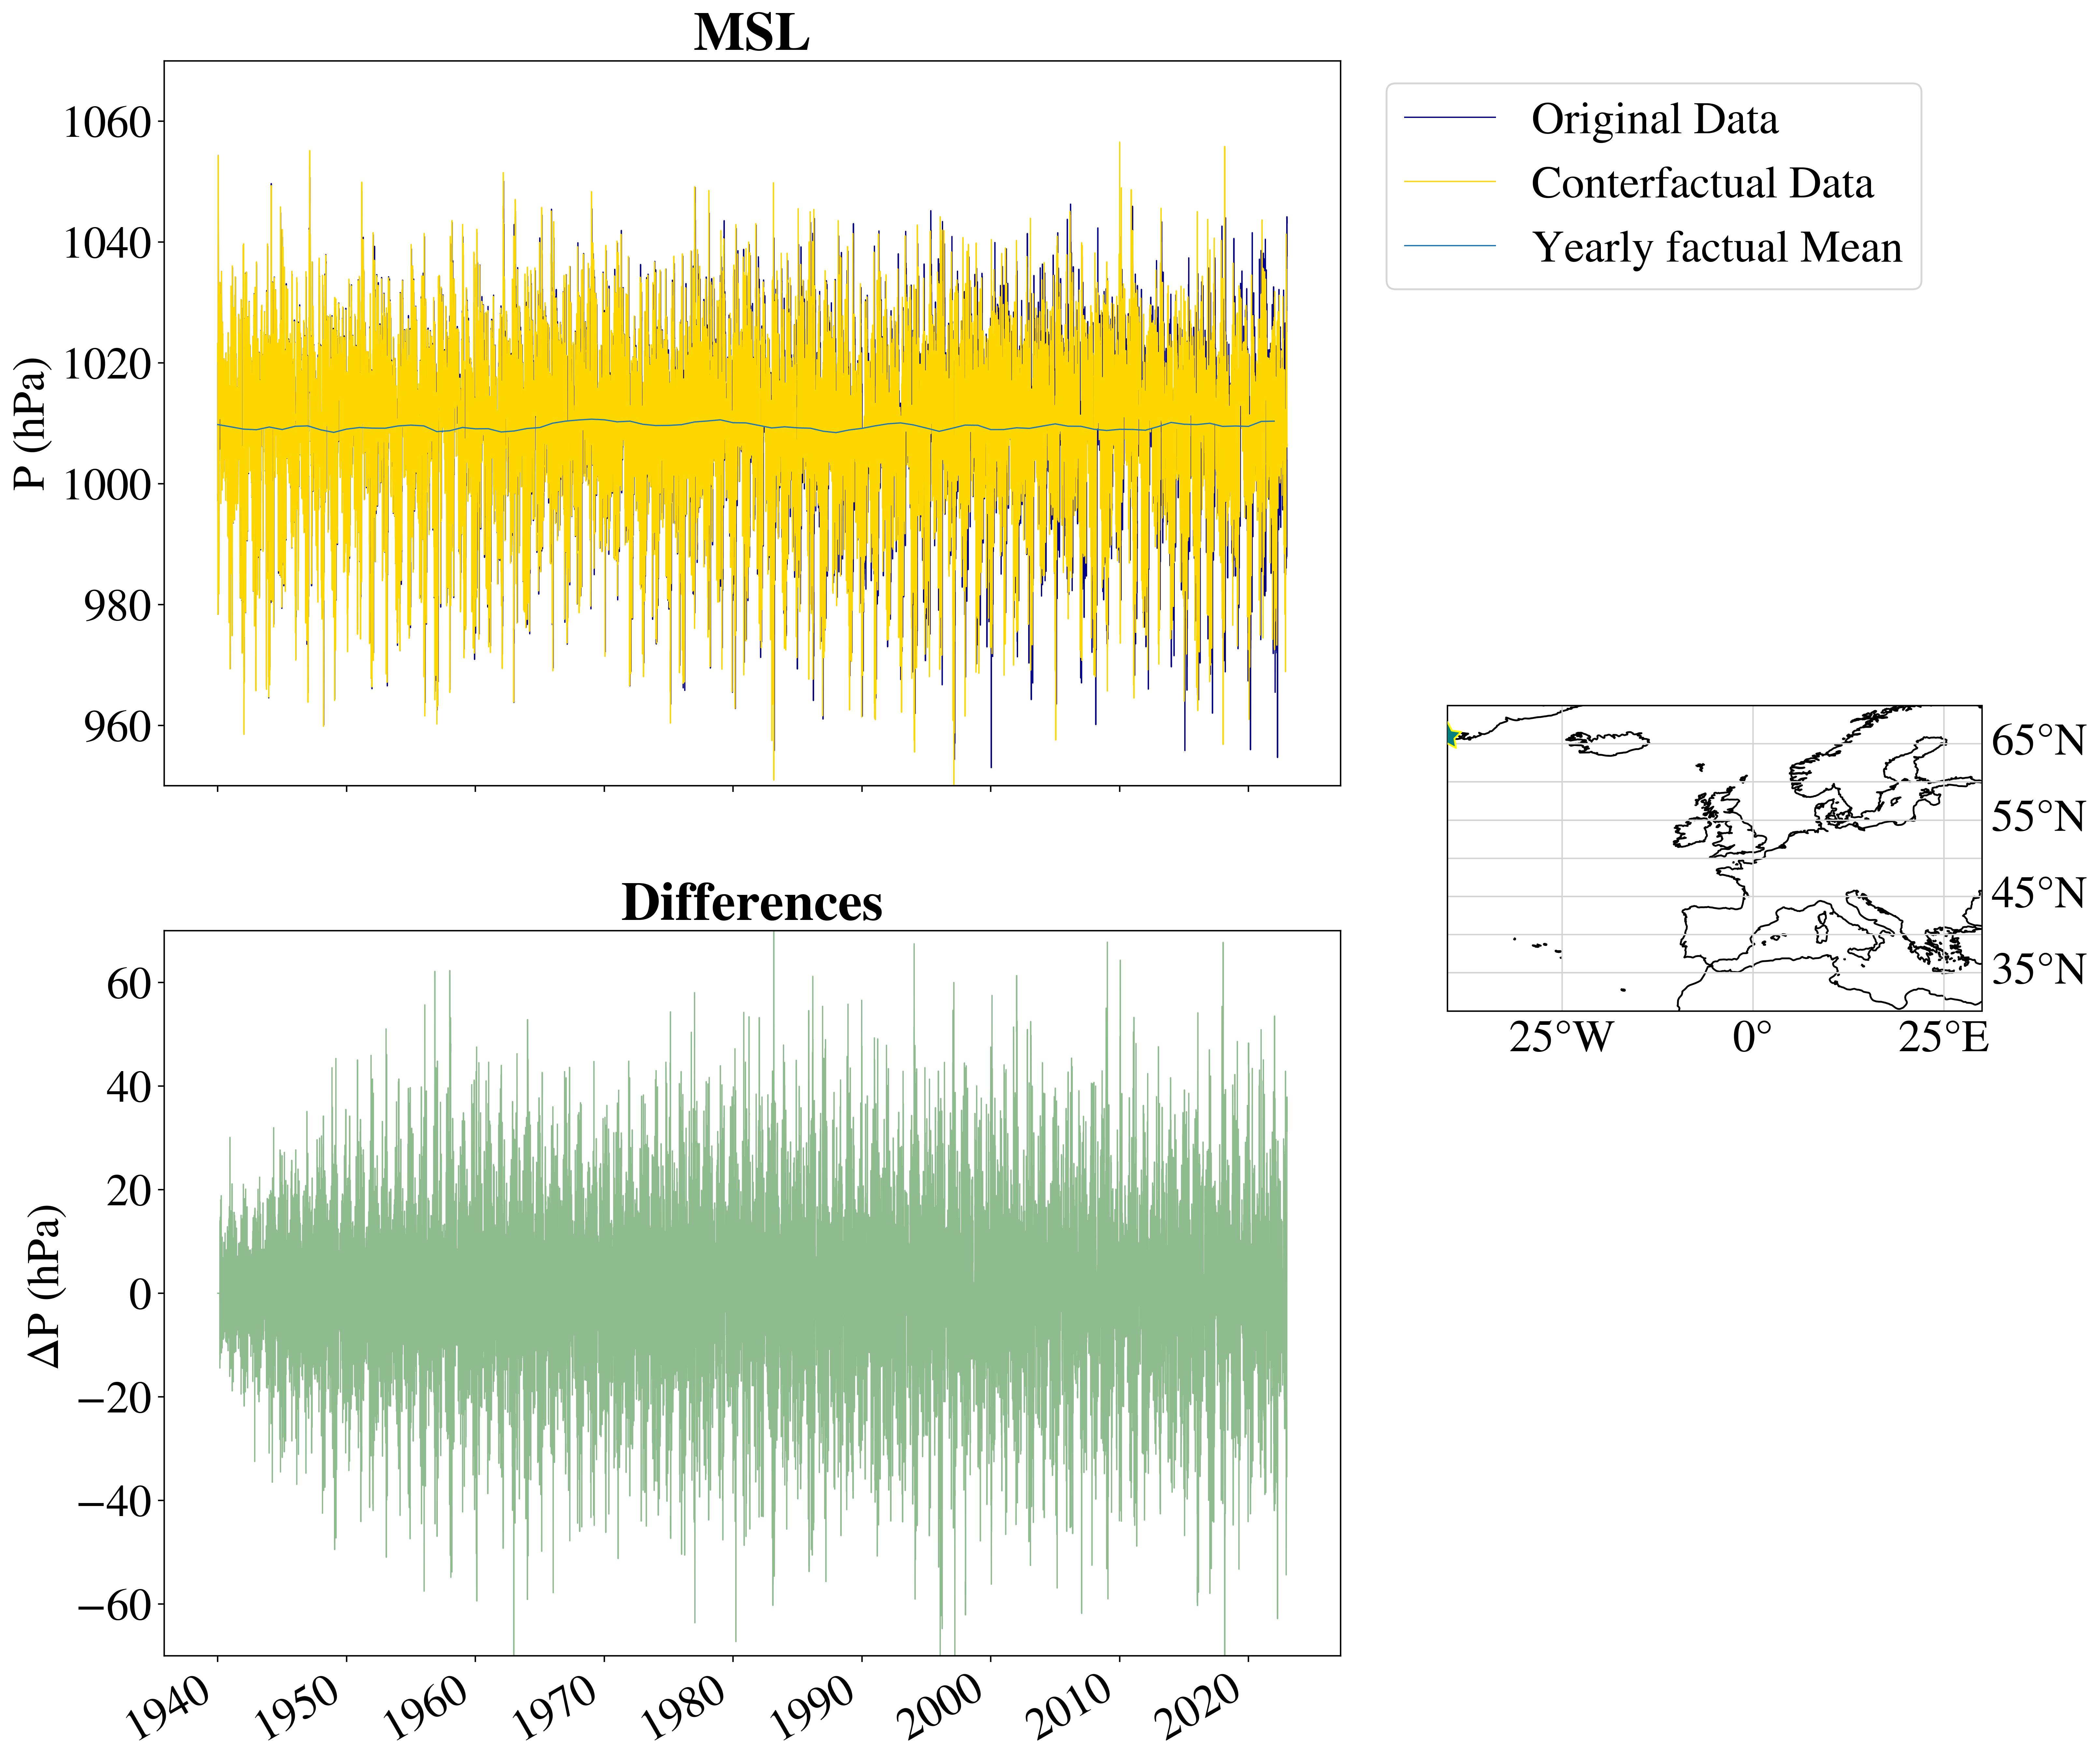 MSL
P (hPa)
1060
1040
1020
1000
980
960
Original Data
Conterfactual Data
Yearly factual Mean
65°N
55°N
45°N
35°N
25°W 0° 25°E
Differences
ΔP (hPa)
60
40
20
0
−20
−40
−60
1940 1950 1960 1970 1980 1990 2000 2010 2020